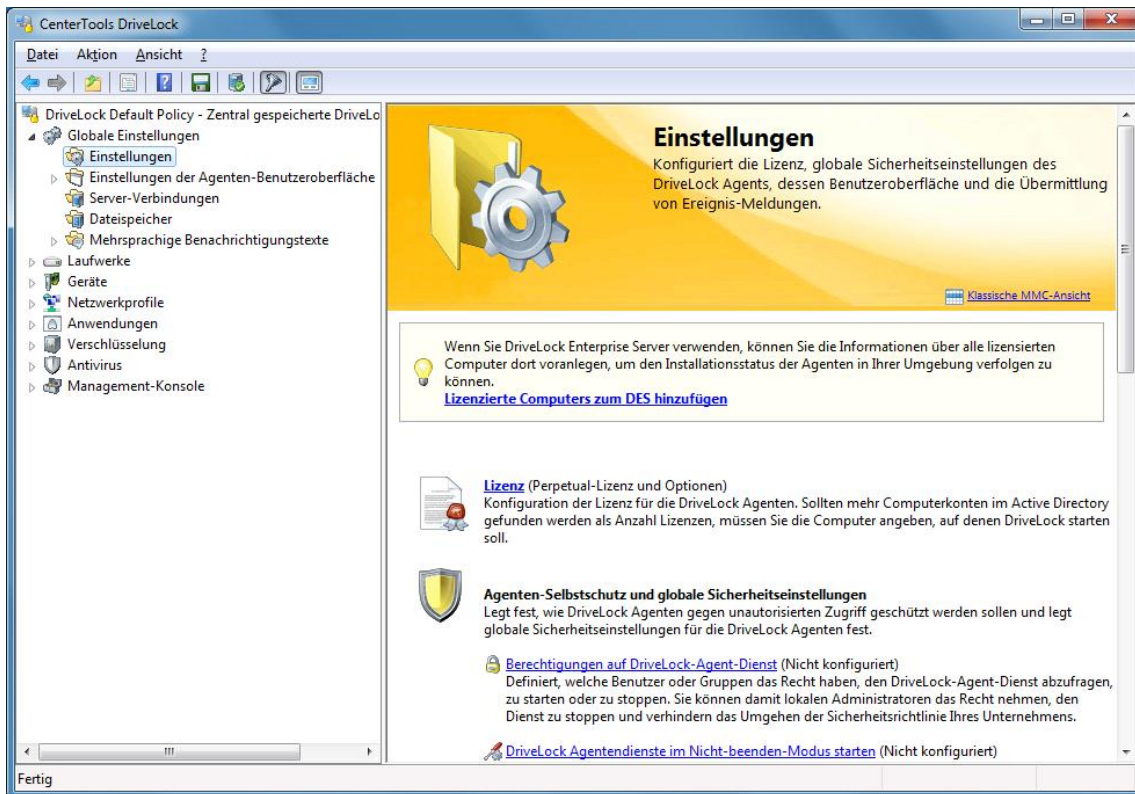 CenterTools DriveLock
Datei Aktion Ansicht ?
DriveLock Default Policy - Zentral gespeicherte DriveLo
Globale Einstellungen
Einstellungen
Einstellungen der Agenten-Benutzeroberfläche
Server-Verbindungen
Dateispeicher
Mehrsprachige Benachrichtigungstexte
Laufwerke
Geräte
Netzwerkprofile
Anwendungen
Verschlüsselung
Antivirus
Management-Konsole
Einstellungen
Konfiguriert die Lizenz, globale Sicherheitseinstellungen des
DriveLock Agents, dessen Benutzeroberfläche und die Übermittlung
von Ereignis-Meldungen.
Klassische MMC-Ansicht
Wenn Sie DriveLock Enterprise Server verwenden, können Sie die Informationen über alle lizensierten
Computer dort voranlegen, um den Installationsstatus der Agenten in Ihrer Umgebung verfolgen zu
können.
Lizenzierte Computers zum DES hinzufügen
Lizenz (Perpetual-Lizenz und Optionen)
Konfiguration der Lizenz für die DriveLock Agenten. Sollten mehr Computerkonten im Active Directory
gefunden werden als Anzahl Lizenzen, müssen Sie die Computer angeben, auf denen DriveLock starten
soll.
Agenten-Selbstschutz und globale Sicherheitseinstellungen
Legt fest, wie DriveLock Agenten gegen unautorisierten Zugriff geschützt werden sollen und legt
globale Sicherheitseinstellungen für die DriveLock Agenten fest.
Berechtigungen auf DriveLock-Agent-Dienst (Nicht konfiguriert)
Definiert, welche Benutzer oder Gruppen das Recht haben, den DriveLock-Agent-Dienst abzufragen,
zu starten oder zu stoppen. Sie können damit lokalen Administratoren das Recht nehmen, den
Dienst zu stoppen und verhindern das Umgehen der Sicherheitsrichtlinie Ihres Unternehmens.
DriveLock Agentendienste im Nicht-beenden-Modus starten (Nicht konfiguriert)
Fertig